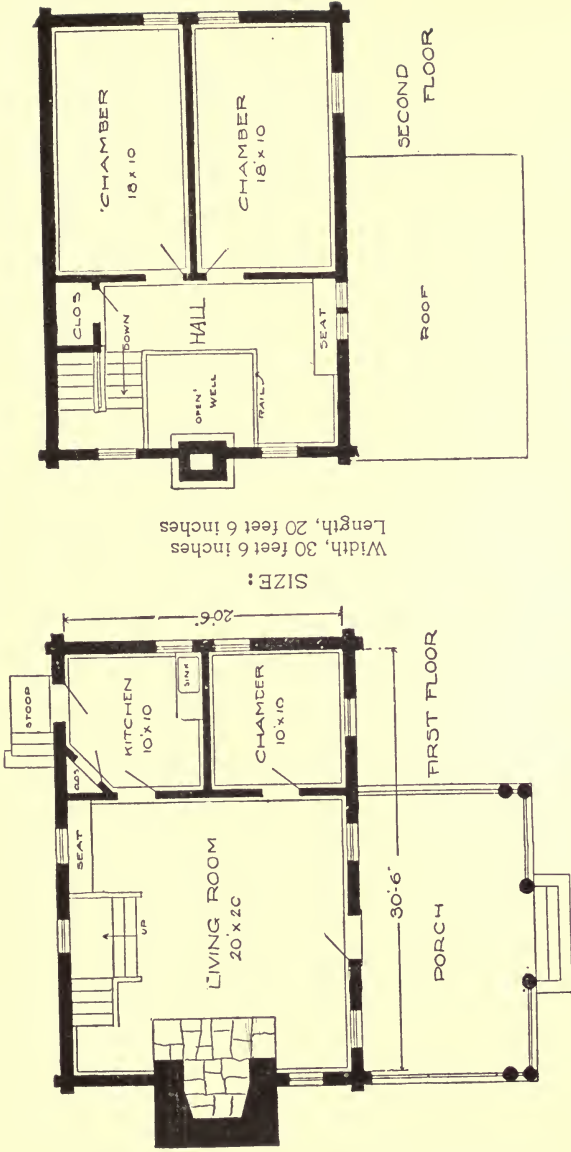 CHAMBER
18 x 10
CHAMBER
18 x 10
CLOS
DOWN
HALL
OPEN WELL
RAIL
SEAT
ROOF
SECOND
FLOOR
SIZE:
Width, 30 feet 6 inches
Length, 20 feet 6 inches
20'-6"
STOOP
KITCHEN
10'x10
SINK
CLOS
CHAMBER
10'x10
SEAT
UP
LIVING ROOM
20'x20
FIRST FLOOR
30'-6"
PORCH